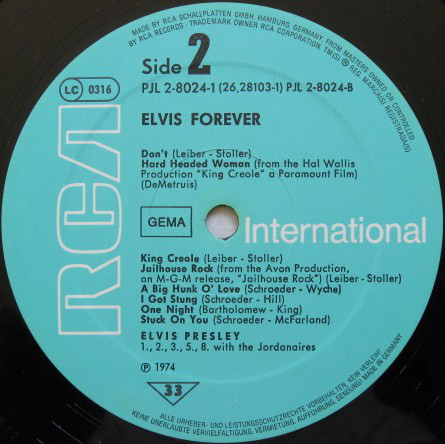 MADE BY RCA SCHALLPLATTEN GMBH, HAMBURG, GERMANY, FROM MASTERS OWNED OR CONTROLLED
BY RCA RECORDS · TRADEMARK OWNER RCA CORPORATION. TM(S) ® REG. MARCA(S) REGISTRADA(S)
Side 2
LC 0316
PJL 2-8024-1 (26,28103-1) PJL 2-8024-B
ELVIS FOREVER
Don't (Leiber - Stoller)
Hard Headed Woman (from the Hal Wallis
Production "King Creole" a Paramount Film)
(DeMetruis)
RCA
GEMA
International
King Creole (Leiber - Stoller)
Jailhouse Rock (from the Avon Production,
an M-G-M release, "Jailhouse Rock") (Leiber - Stoller)
A Big Hunk O' Love (Schroeder - Wyche)
I Got Stung (Schroeder - Hill)
One Night (Bartholomew - King)
Stuck On You (Schroeder - McFarland)
ELVIS PRESLEY
1., 2., 3., 5., 8. with the Jordanaires
Ⓟ 1974
33
ALLE URHEBER- UND LEISTUNGSSCHUTZRECHTE VORBEHALTEN, KEIN VERLEIH!
KEINE UNERLAUBTE VERVIELFÄLTIGUNG, VERMIETUNG, AUFFÜHRUNG, SENDUNG! MADE IN GERMANY